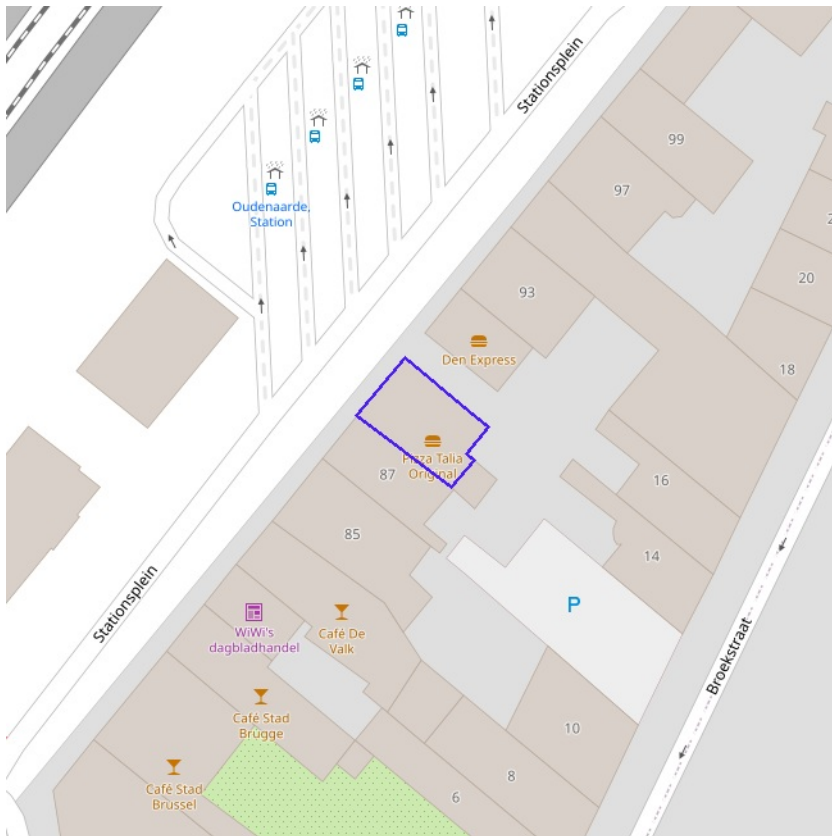 Stationsplein
99
97
Oudenaarde,
Station
20
93
Den Express
18
Pizza Talia
Original
87
16
85
14
P
Stationsplein
WiWi's
dagbladhandel
Café De
Valk
Broekstraat
Café Stad
Brugge
10
Café Stad
Brussel
8
6